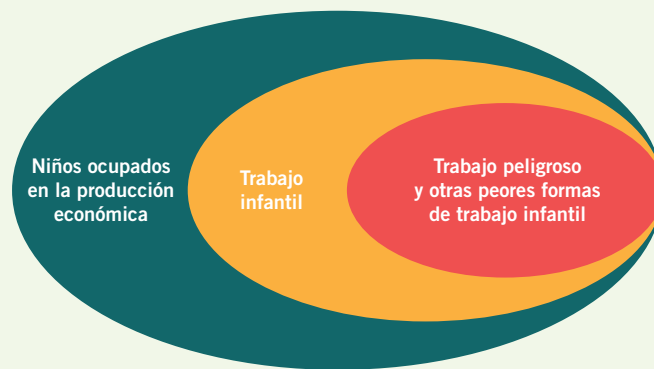 Niños ocupados
en la producción
económica
Trabajo
infantil
Trabajo peligroso
y otras peores formas
de trabajo infantil